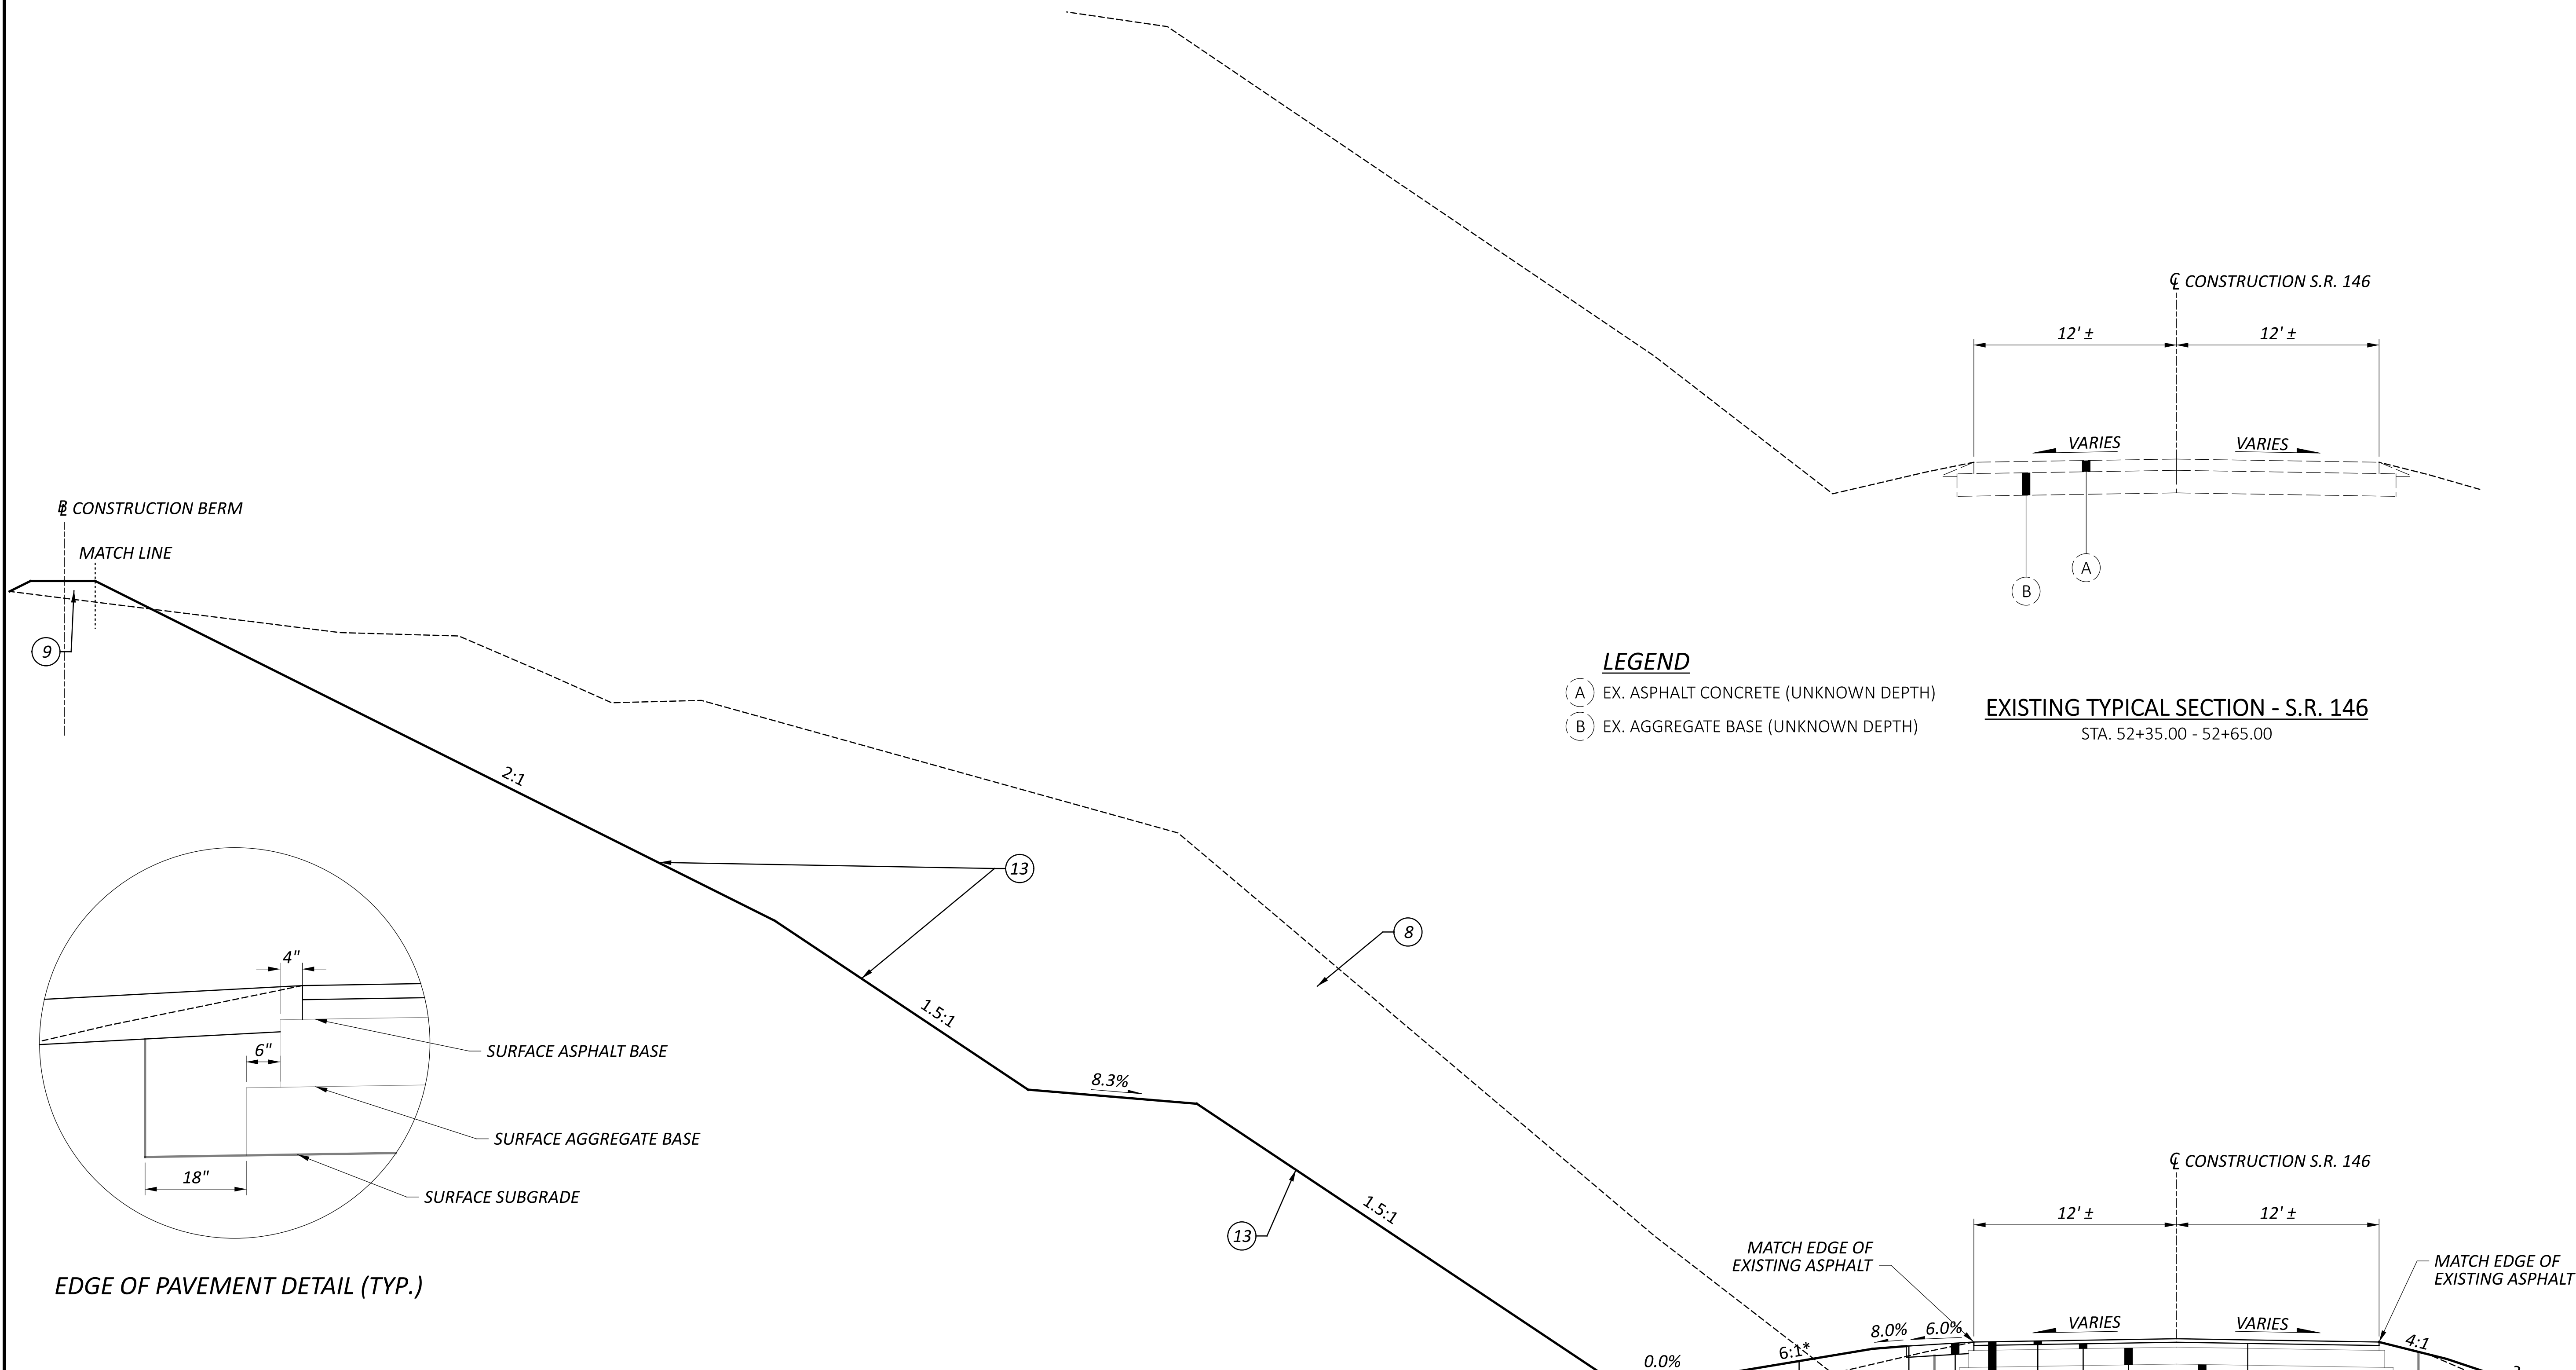 ℄ CONSTRUCTION S.R. 146
12' ±
12' ±
VARIES
VARIES
A
B
LEGEND
A EX. ASPHALT CONCRETE (UNKNOWN DEPTH)
B EX. AGGREGATE BASE (UNKNOWN DEPTH)
EXISTING TYPICAL SECTION - S.R. 146
STA. 52+35.00 - 52+65.00
BL CONSTRUCTION BERM
MATCH LINE
9
2:1
13
8
1.5:1
8.3%
13
1.5:1
4"
6"
18"
SURFACE ASPHALT BASE
SURFACE AGGREGATE BASE
SURFACE SUBGRADE
EDGE OF PAVEMENT DETAIL (TYP.)
℄ CONSTRUCTION S.R. 146
12' ±
12' ±
MATCH EDGE OF
EXISTING ASPHALT
MATCH EDGE OF
EXISTING ASPHALT
VARIES
VARIES
8.0%
6.0%
6:1*
4:1
0.0%